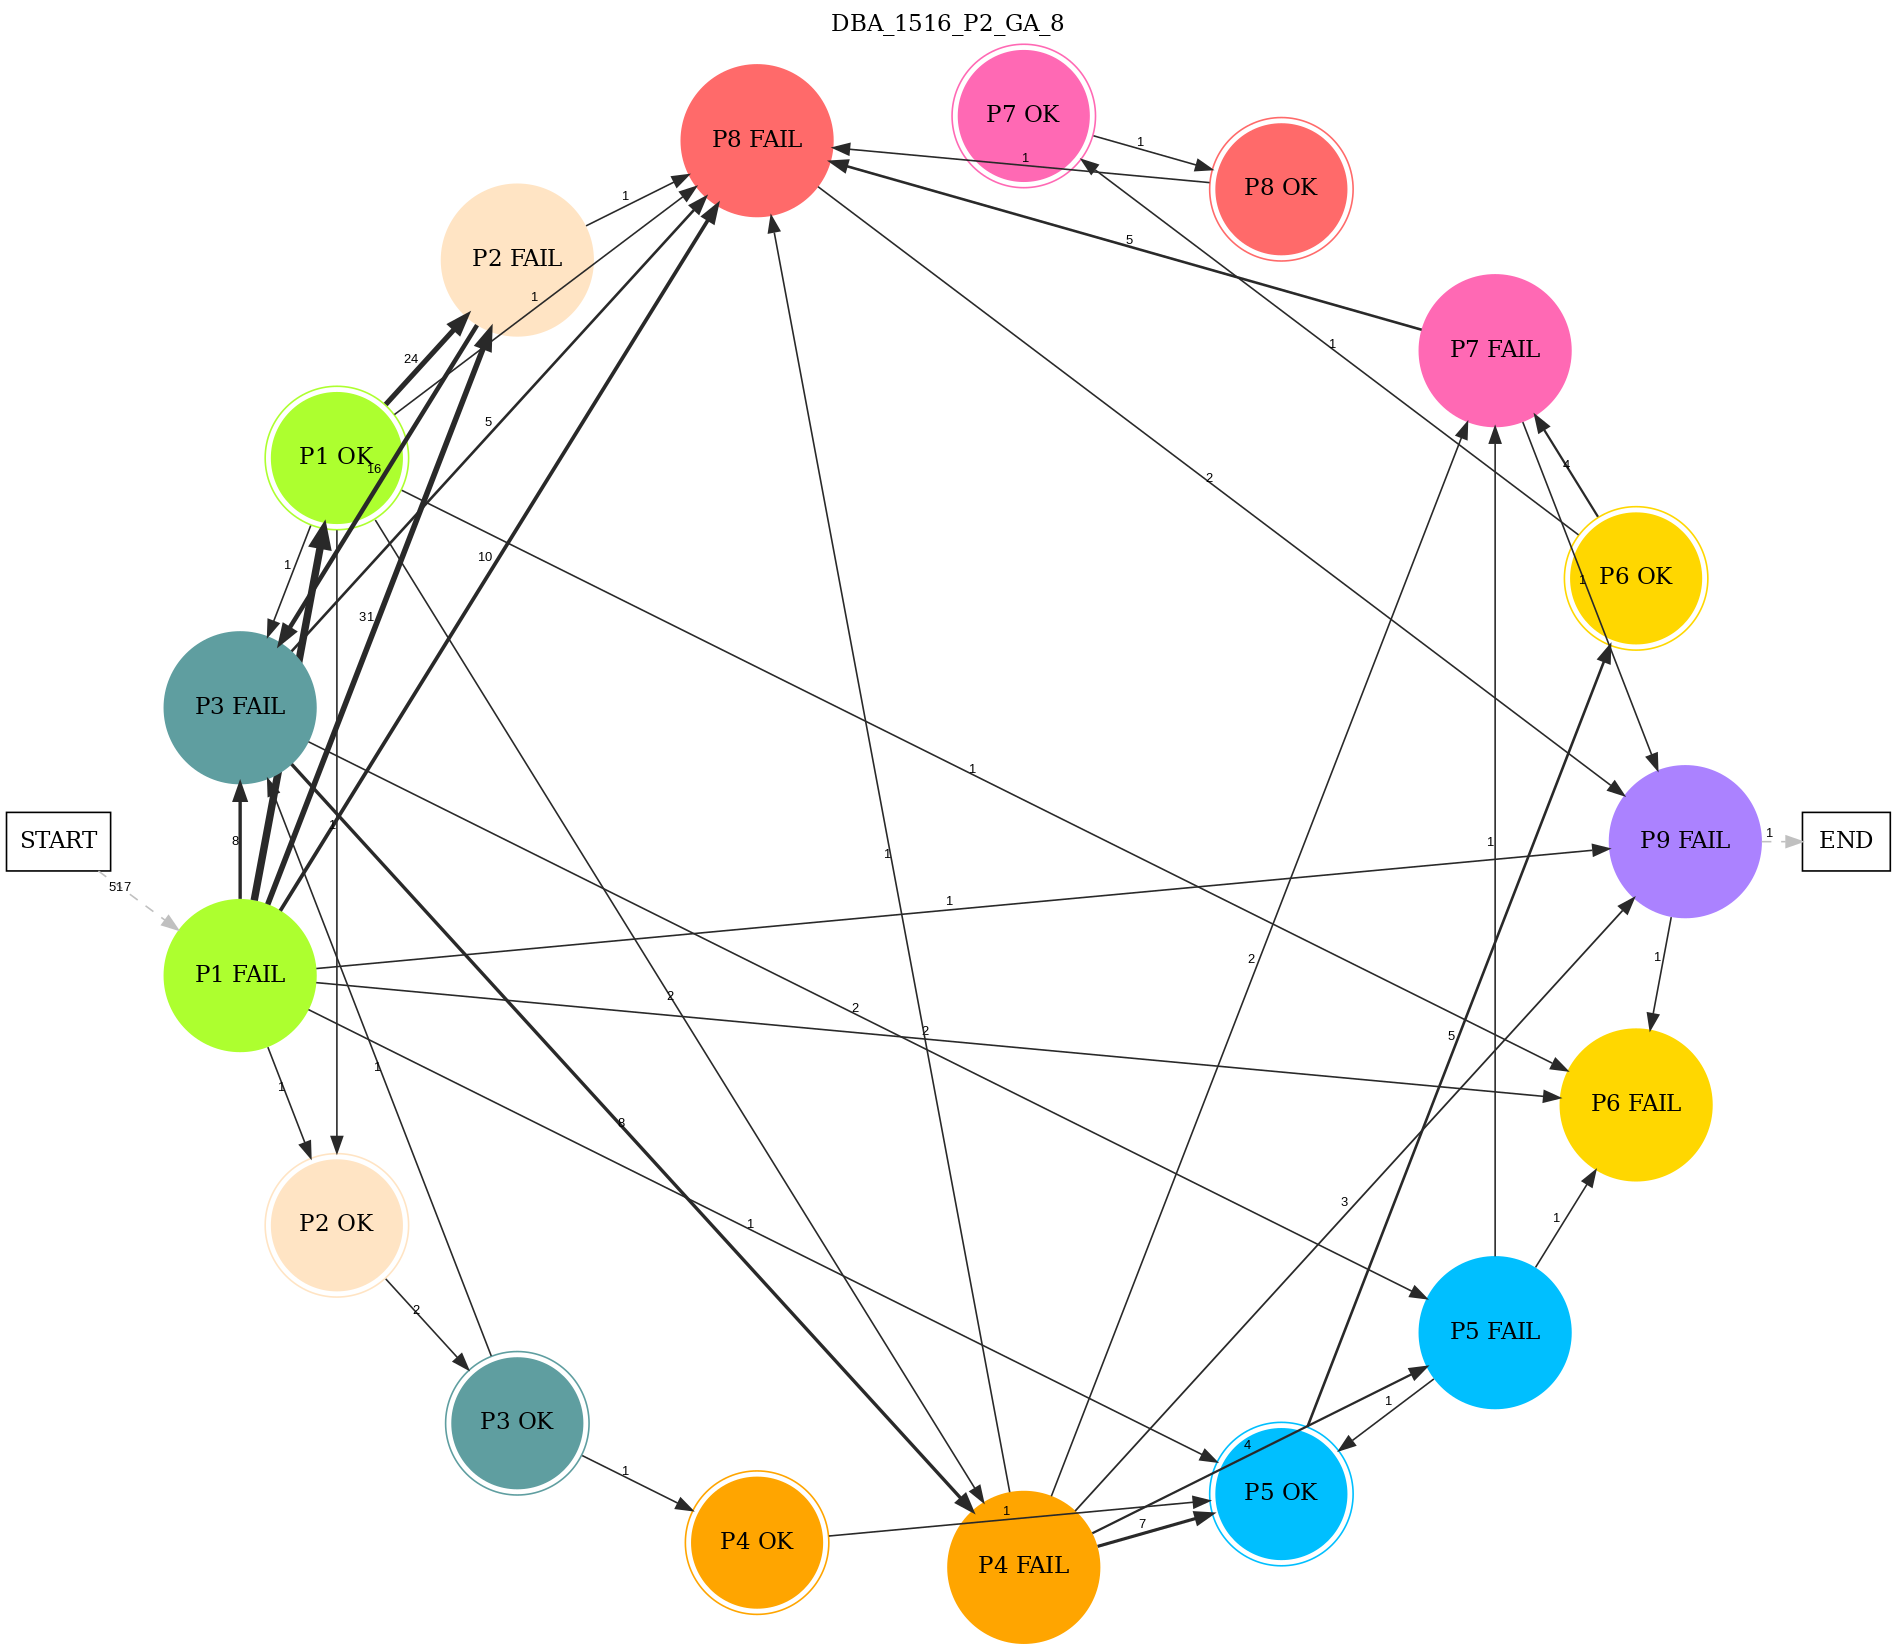 DBA_1516_P2_GA_8
P7 OK
P8 FAIL
1
1
P8 OK
1
5
P2 FAIL
1
1
P7 FAIL
24
5
2
4
P1 OK
16
10
1
P6 OK
1
31
P3 FAIL
1
1
START
8
2
1
P9 FAIL
1
END
517
1
2
1
P1 FAIL
2
2
5
1
1
1
P6 FAIL
8
3
1
P2 OK
1
2
P5 FAIL
1
P3 OK
4
1
P5 OK
1
7
P4 OK
P4 FAIL